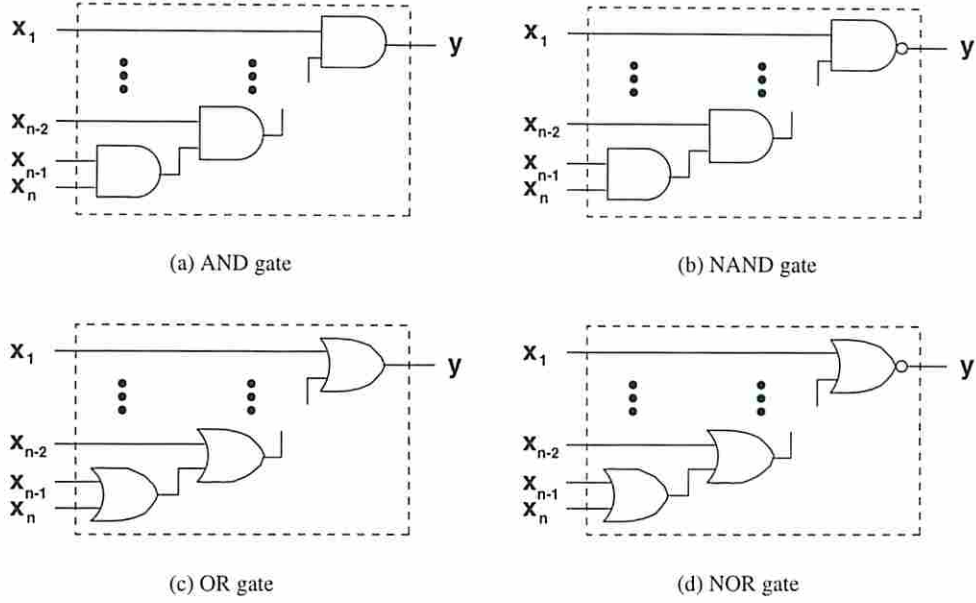 x1 y
xn-2
xn-1
xn
(a) AND gate
x1 y
xn-2
xn-1
xn
(b) NAND gate
x1 y
xn-2
xn-1
xn
(c) OR gate
x1 y
xn-2
xn-1
xn
(d) NOR gate